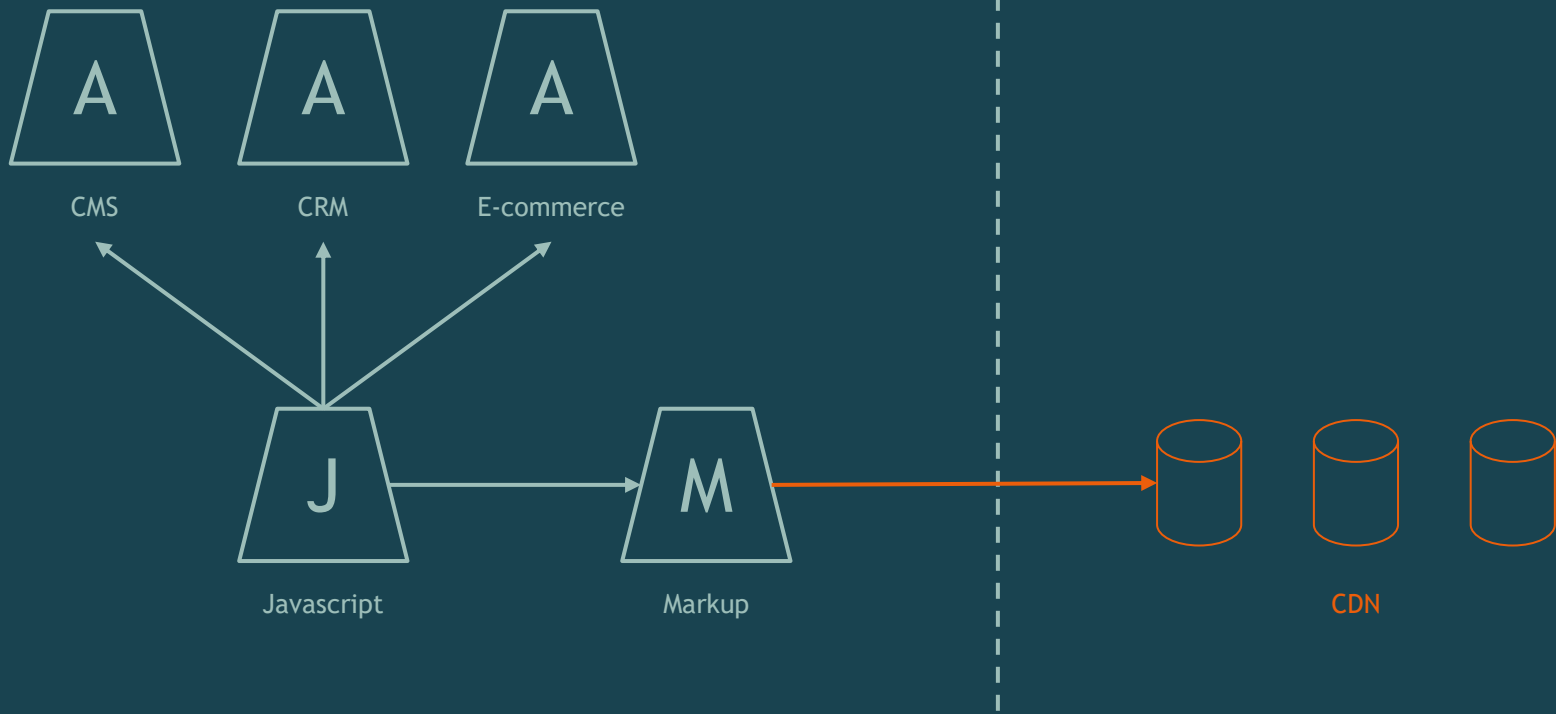 A
A
A
CMS
CRM
E-commerce
J
M
Javascript
Markup
CDN